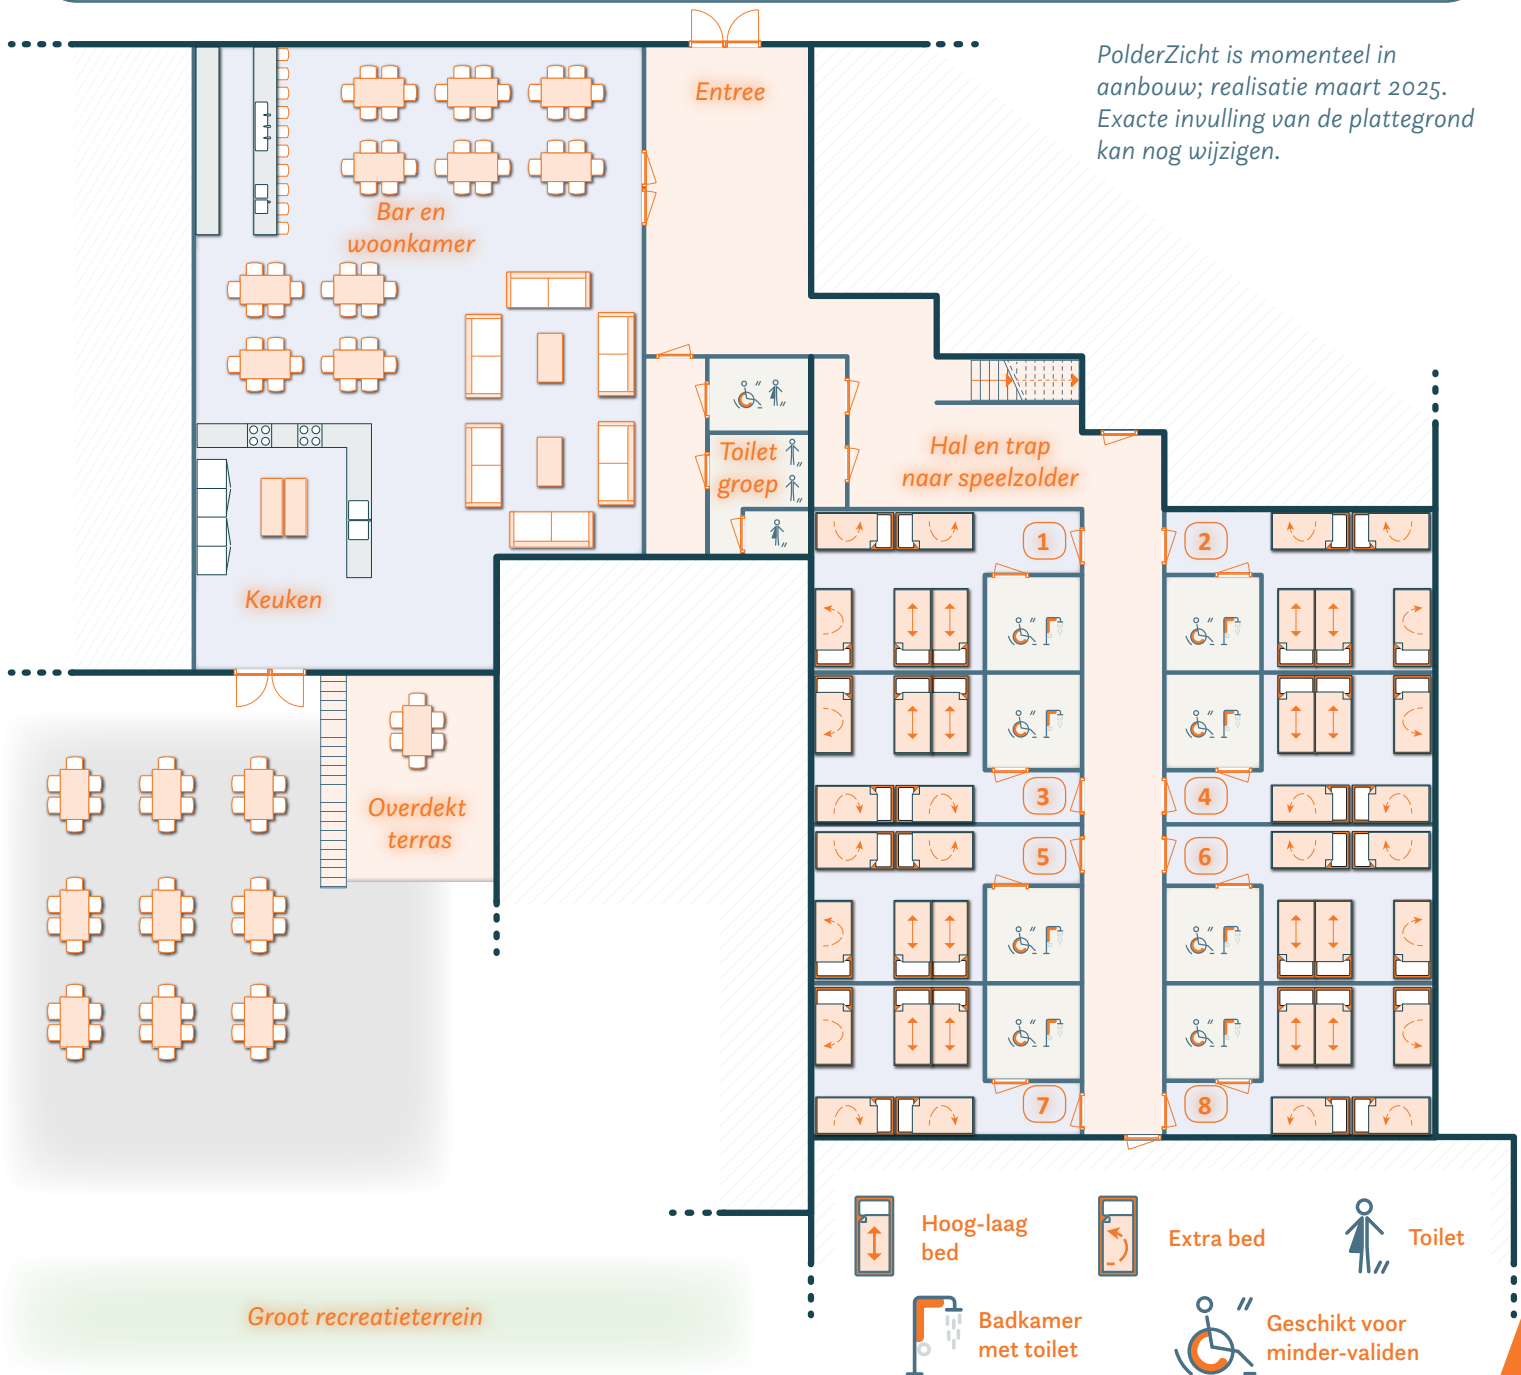 PolderZicht is momenteel in
aanbouw; realisatie maart 2025.
Exacte invulling van de plattegrond
kan nog wijzigen.
Entree
Bar en
woonkamer
Toilet
groep
Hal en trap
naar speelzolder
Keuken
Overdekt
terras
1
2
3
4
5
6
7
8
Hoog-laag
bed
Extra bed
Toilet
Badkamer
met toilet
Geschikt voor
minder-validen
Groot recreatieterrein